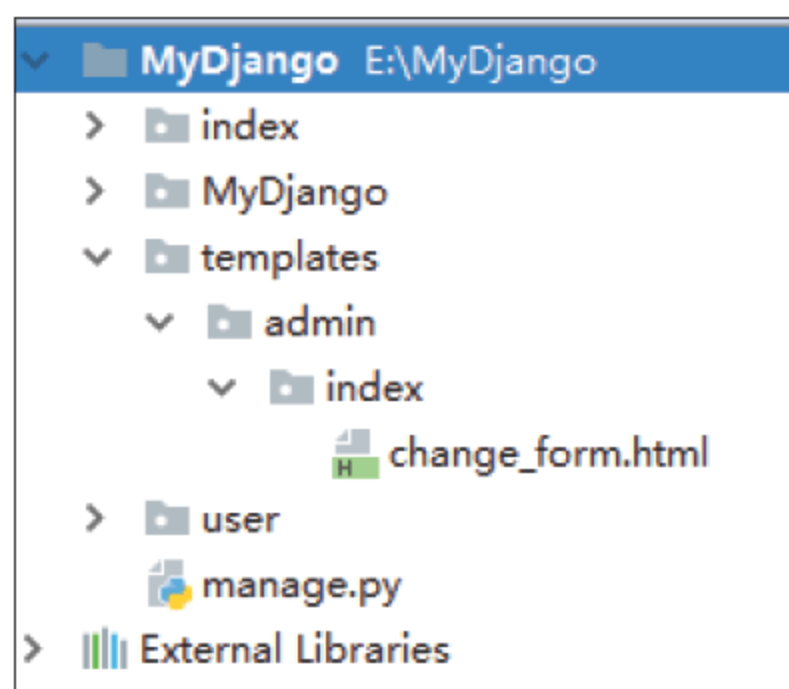 MyDjango E:\MyDjango
index
MyDjango
templates
admin
index
H change_form.html
user
manage.py
External Libraries